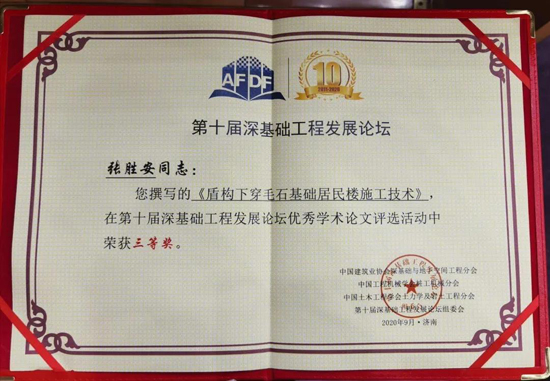 AFDF
10
2011-2020
第十届深基础工程发展论坛
张胜安同志：
您撰写的《盾构下穿毛石基础居民楼施工技术》，
在第十届深基础工程发展论坛优秀学术论文评选活动中
荣获三等奖。
中国建筑业协会深基础与地下空间工程分会
中国工程机械学会桩工机械分会
中国土木工程学会土力学及岩土工程分会
第十届深基础工程发展论坛组委会
2020年9月·济南